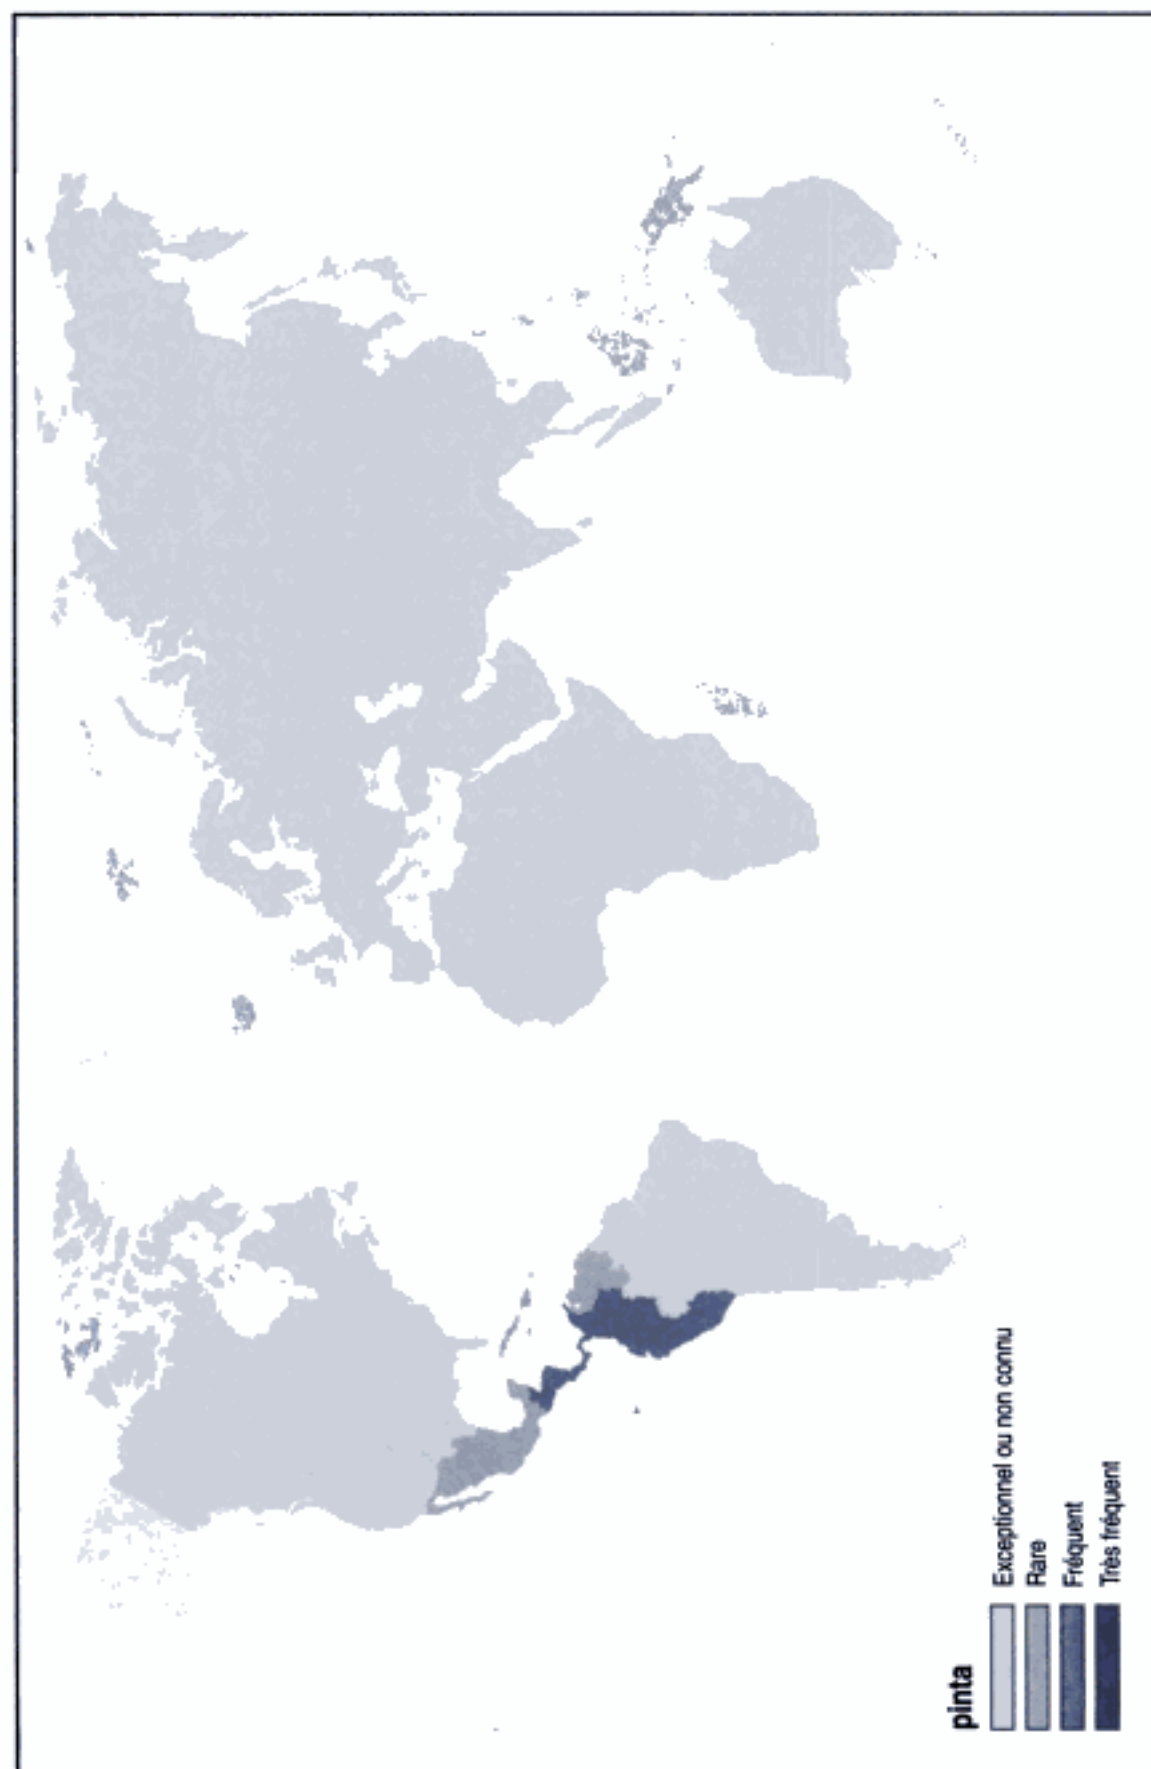 pinta
Exceptionnel ou non connu
Rare
Fréquent
Très fréquent